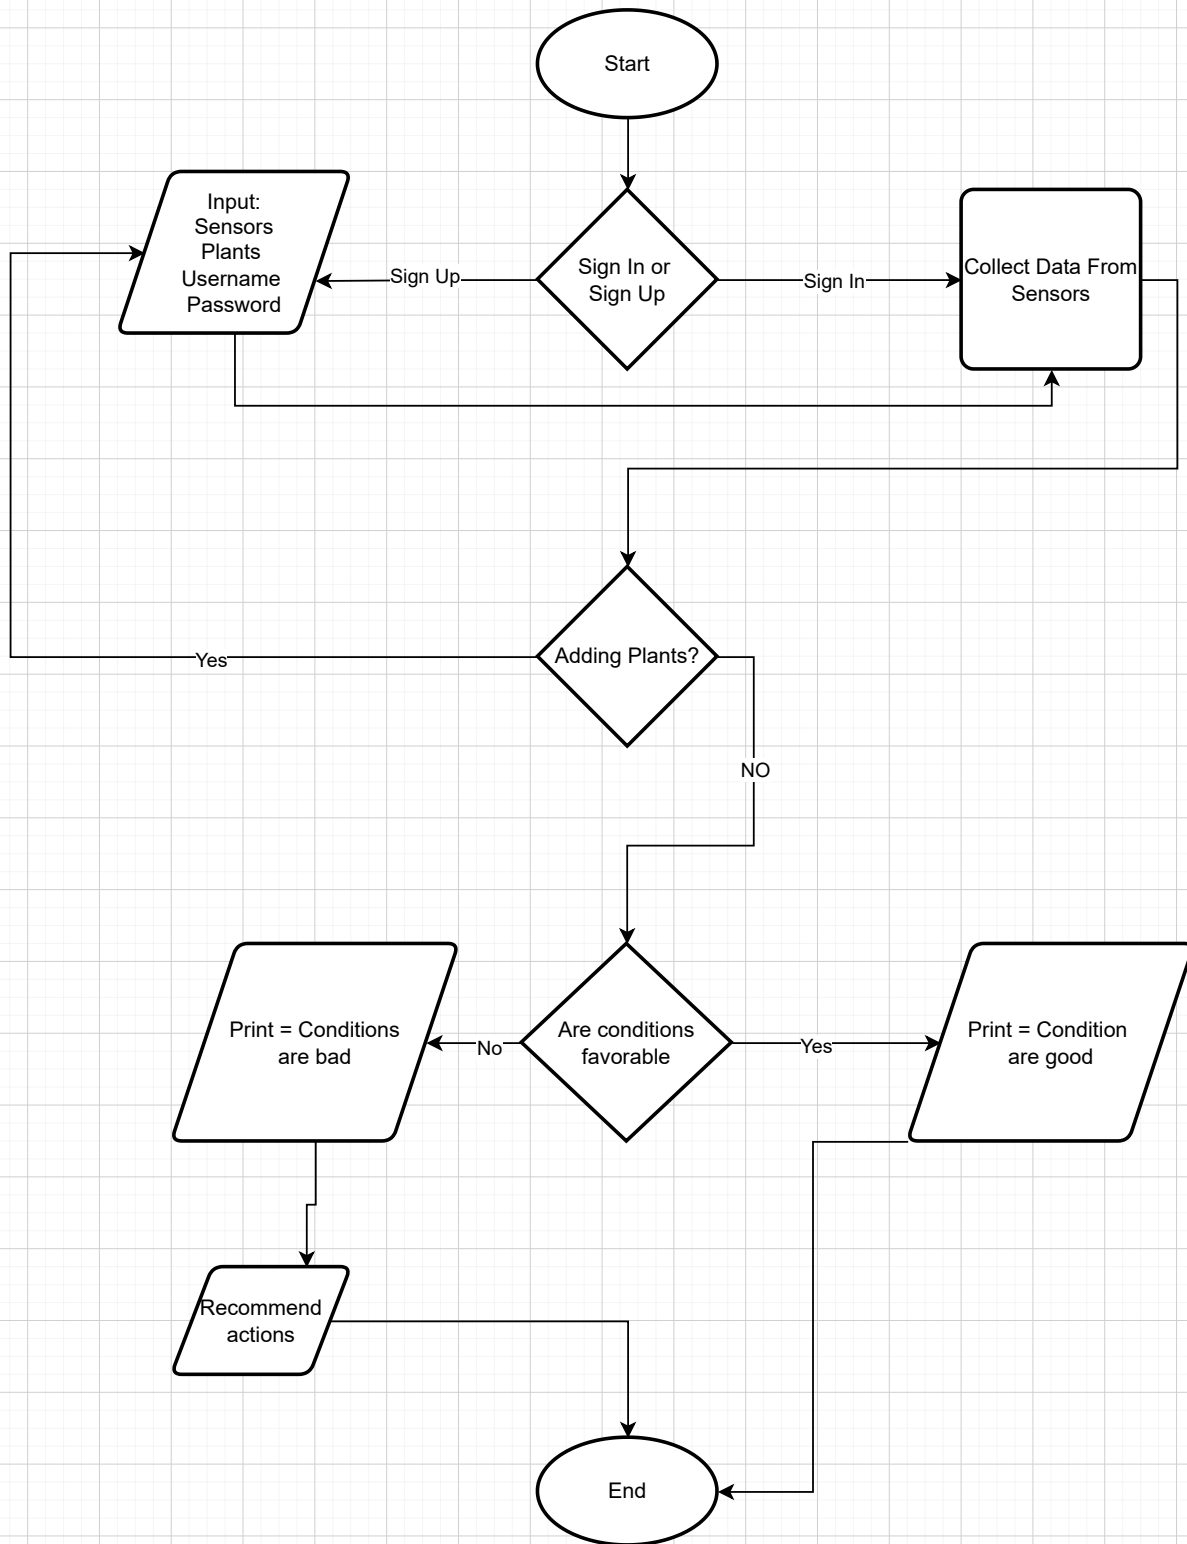 Start
Input:
Sensors
Plants
Username
Password
Sign Up
Sign In or
Sign Up
Sign In
Collect Data From
Sensors
Adding Plants?
Yes
NO
Print = Conditions
are bad
No
Are conditions
favorable
Yes
Print = Condition
are good
Recommend
actions
End